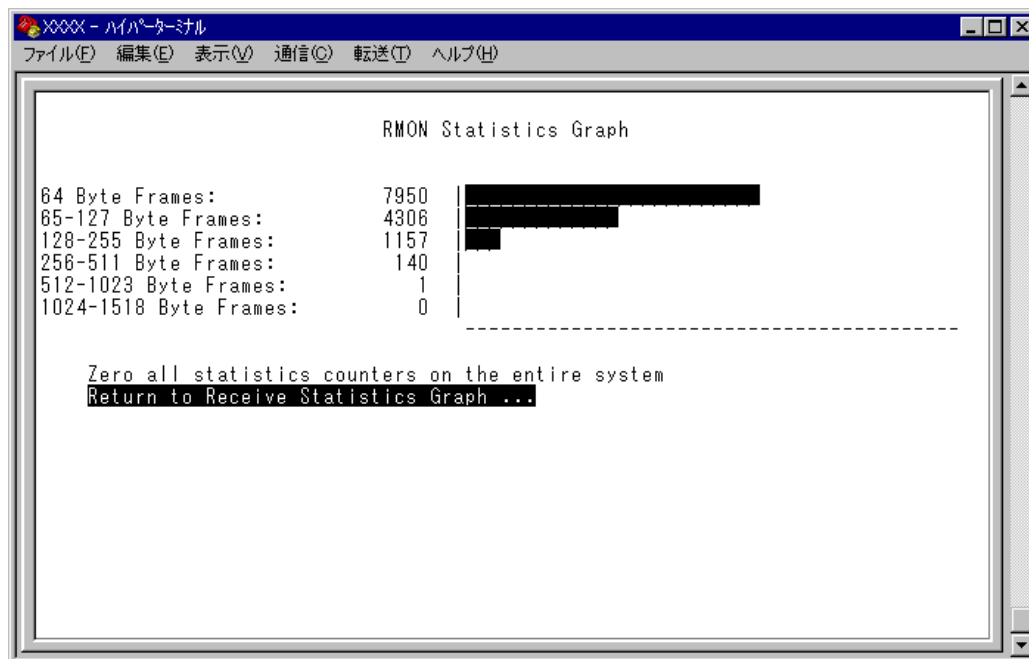 XXXX - ハイパーターミナル
ファイル(F) 編集(E) 表示(V) 通信(C) 転送(T) ヘルプ(H)
RMON Statistics Graph
64 Byte Frames: 7950
65-127 Byte Frames: 4306
128-255 Byte Frames: 1157
256-511 Byte Frames: 140
512-1023 Byte Frames: 1
1024-1518 Byte Frames: 0
Zero all statistics counters on the entire system
Return to Receive Statistics Graph ...